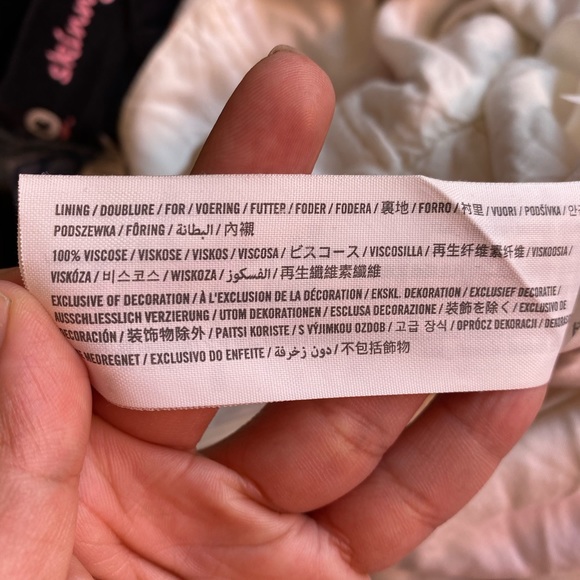 skinny
LINING / DOUBLURE / FOR / VOERING / FUTTER / FODER / FODERA / 裏地 / FORRO / 衬里 / VUORI / PODŠÍVKA /
PODSZEWKA / FÖRING / البطانة / 內襯
100% VISCOSE / VISKOSE / VISKOS / VISCOSA / ビスコース / VISCOSILLA / 再生纤维素纤维 / VISKOOSIA /
VISKÓZA / 비스코스 / WISKOZA / الفسكوز / 再生纖維素纖維
EXCLUSIVE OF DECORATION / À L'EXCLUSION DE LA DÉCORATION / EKSKL. DEKORATION / EXCLUSIEF DECORATIE /
AUSSCHLIESSLICH VERZIERUNG / UTOM DEKORATIONEN / ESCLUSA DECORAZIONE / 装飾を除く / EXCLUSIVO DE
DECORACIÓN / 装饰物除外 / PAITSI KORISTE / S VÝJIMKOU OZDOB / 고급 장식 / OPRÓCZ DEKORACJI /
MEDREGNET / EXCLUSIVO DO ENFEITE / دون زخرفة / 不包括飾物